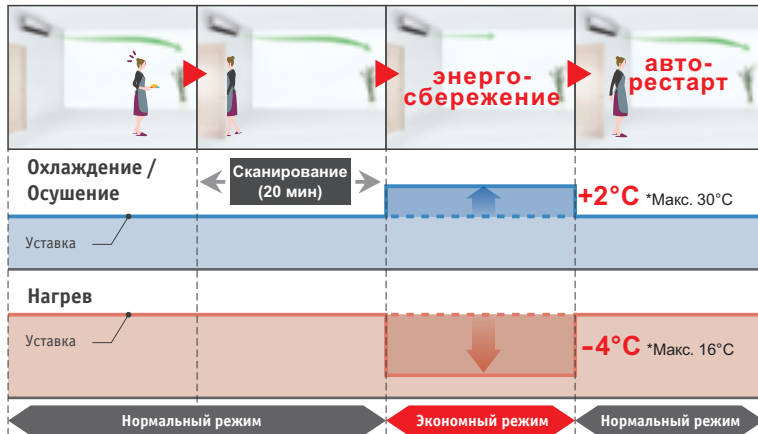 энерго-
сбережение
авто-
рестарт
Охлаждение /
Осушение
Сканирование
(20 мин)
+2°C *Макс. 30°C
Уставка
Нагрев
Уставка
-4°C *Макс. 16°C
Нормальный режим
Экономный режим
Нормальный режим